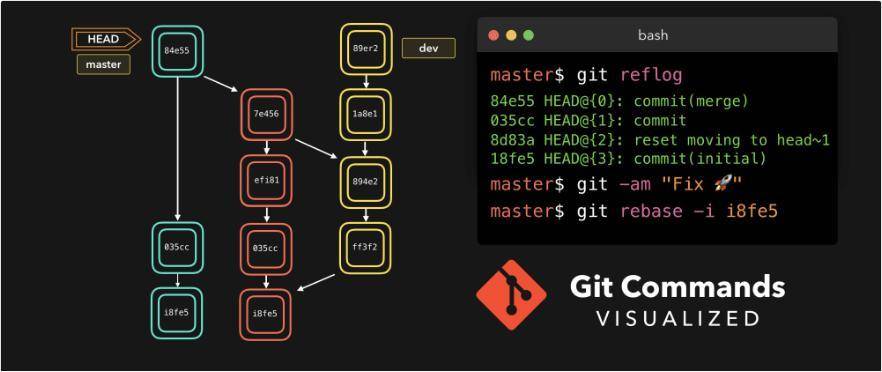 HEAD
master
84e55
7e456
efi81
035cc
i8fe5
035cc
i8fe5
89er2
dev
1a8e1
894e2
ff3f2
bash
master$ git reflog
84e55 HEAD@{0}: commit(merge)
035cc HEAD@{1}: commit
8d83a HEAD@{2}: reset moving to head~1
18fe5 HEAD@{3}: commit(initial)
master$ git -am "Fix 🚀"
master$ git rebase -i i8fe5
Git Commands
VISUALIZED